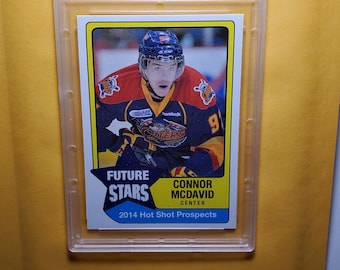 FUTURE
STARS
CONNOR
MCDAVID
CENTER
2014 Hot Shot Prospects